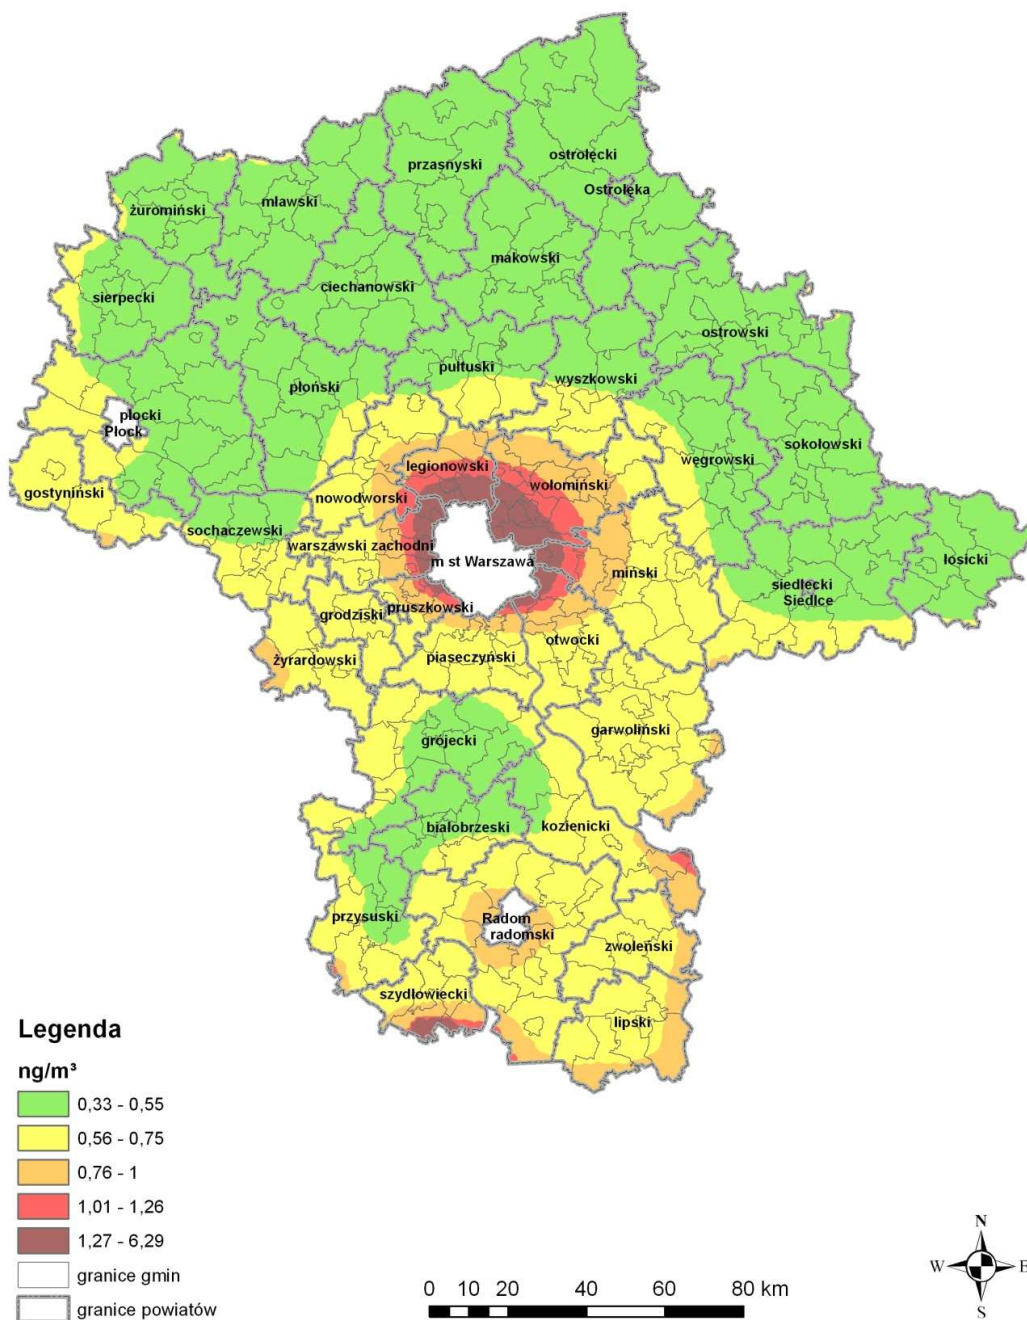 ostrołęcki
przasnyski
Ostrołęka
mławski
żuromiński
makowski
ciechanowski
sierpecki
ostrowski
pułtuski
wyszkowski
płoński
płocki
Płock
sokołowski
węgrowski
legionowski
wołomiński
gostyniński
nowodworski
sochaczewski
warszawski zachodni
m st Warszawa
łosicki
miński
siedlecki
Siedlce
pruszkowski
grodziski
otwocki
piaseczyński
żyrardowski
garwoliński
grójecki
białobrzeski
kozienicki
przysuski
Radom
radomski
zwoleński
szydłowiecki
lipski
Legenda
ng/m³
0,33 - 0,55
0,56 - 0,75
0,76 - 1
1,01 - 1,26
1,27 - 6,29
granice gmin
granice powiatów
0 10 20 40 60 80 km
N
W E
S